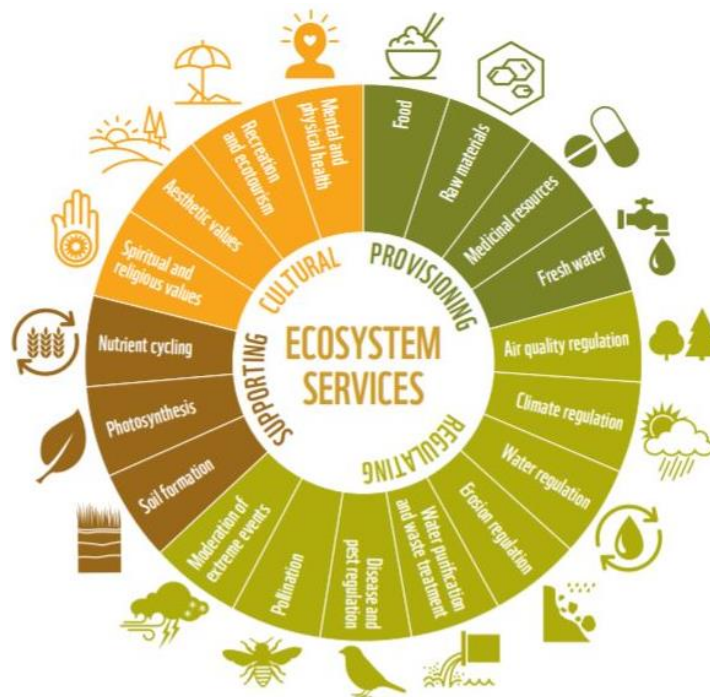 ECOSYSTEM
SERVICES
PROVISIONING
Food
Raw materials
Medicinal resources
Fresh water
REGULATING
Air quality regulation
Climate regulation
Water regulation
Erosion regulation
Water purification
and waste treatment
Disease and
pest regulation
Pollination
Moderation of
extreme events
SUPPORTING
Soil formation
Photosynthesis
Nutrient cycling
CULTURAL
Spiritual and
religious values
Aesthetic values
Recreation
and ecotourism
Mental and
physical health